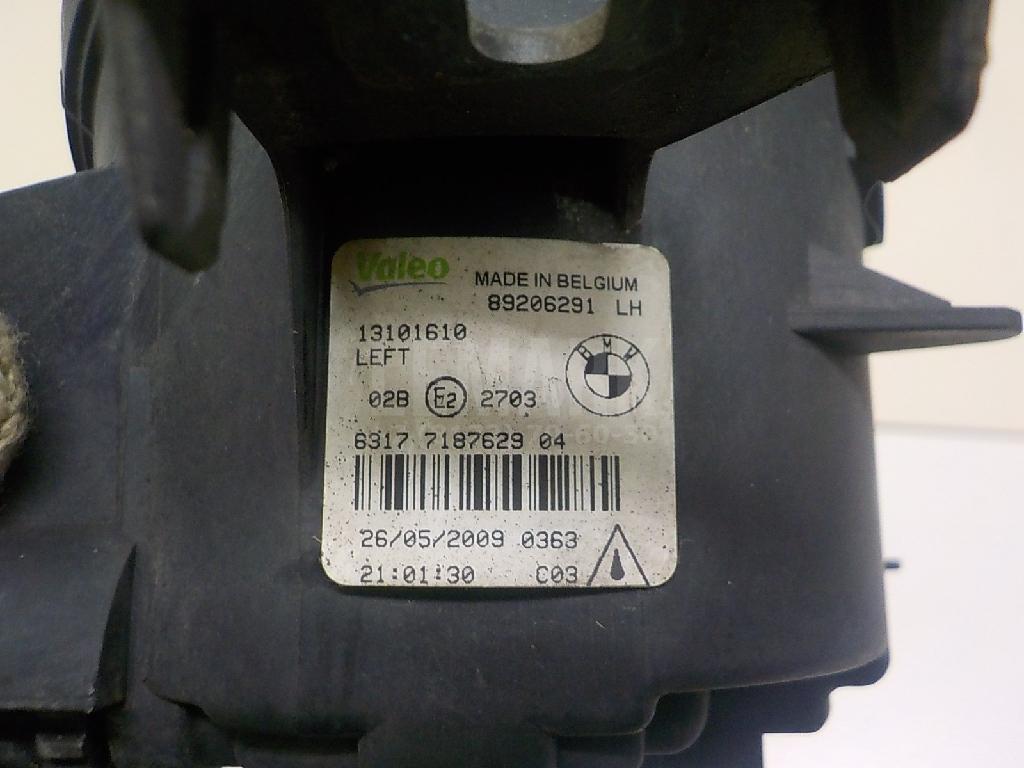 Valeo
MADE IN BELGIUM
89206291 LH
13101610
LEFT
BMW
02B E2 2703
6317 7187629 04
26/05/2009 0363
21:01:30 C03